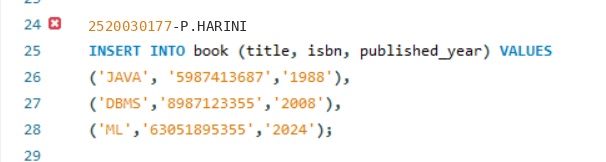 24 2520030177-P.HARINI
25 INSERT INTO book (title, isbn, published_year) VALUES
26 ('JAVA', '5987413687','1988'),
27 ('DBMS','8987123355','2008'),
28 ('ML','63051895355','2024');
29